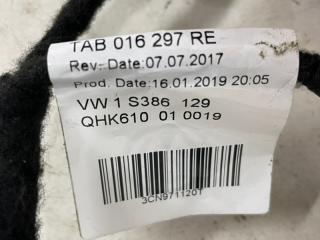 TAB 016 297 RE
Rev.- Date:07.07.2017
Prod. Date:16.01.2019 20:05
VW 1 S386 129
QHK610 01 0019
3CN971120T